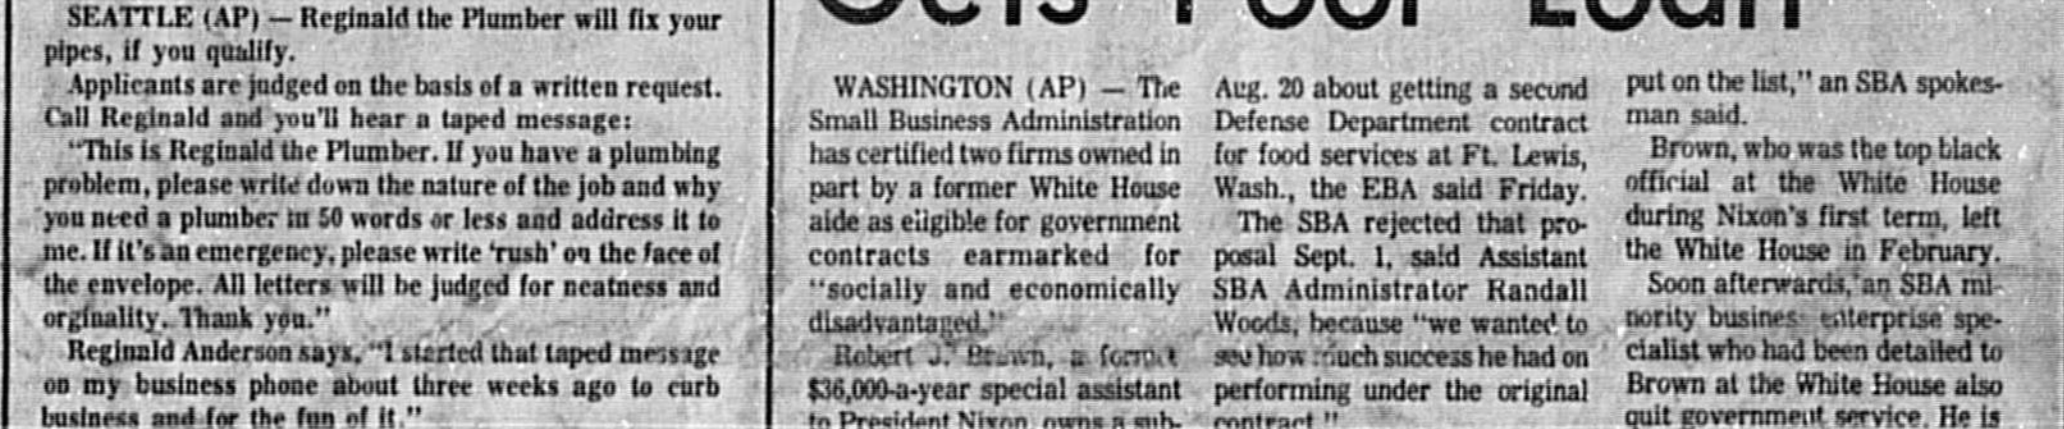 SEATTLE (AP) — Reginald the Plumber will fix your
pipes, if you qualify.
Applicants are judged on the basis of a written request.
Call Reginald and you'll hear a taped message:
"This is Reginald the Plumber. If you have a plumbing
problem, please write down the nature of the job and why
you need a plumber in 50 words or less and address it to
me. If it's an emergency, please write 'rush' on the face of
the envelope. All letters will be judged for neatness and
orginality. Thank you."
Reginald Anderson says, "I started that taped message
on my business phone about three weeks ago to curb
business and for the fun of it."
Gets Poor Loan
WASHINGTON (AP) — The
Small Business Administration
has certified two firms owned in
part by a former White House
aide as eligible for government
contracts earmarked for
"socially and economically
disadvantaged."
Robert J. Brown, a former
$36,000-a-year special assistant
to President Nixon, owns a sub-
Aug. 20 about getting a second
Defense Department contract
for food services at Ft. Lewis,
Wash., the EBA said Friday.
The SBA rejected that pro-
posal Sept. 1, said Assistant
SBA Administrator Randall
Woods, because "we wanted to
see how much success he had on
performing under the original
contract."
put on the list," an SBA spokes-
man said.
Brown, who was the top black
official at the White House
during Nixon's first term, left
the White House in February.
Soon afterwards, an SBA mi-
nority busines enterprise spe-
cialist who had been detailed to
Brown at the White House also
quit government service. He is